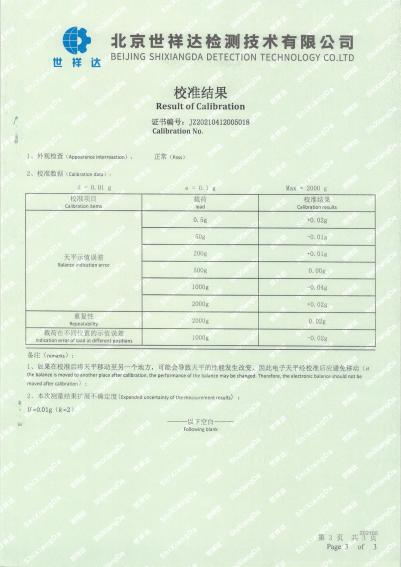 世祥达
北京世祥达检测技术有限公司
BEIJING SHIXIANGDA DETECTION TECHNOLOGY CO.LTD
校准结果
Result of Calibration
证书编号: JZ20210412005018
Calibration No.
1、外观检查 (Appearance interreaction): 正常 (Pass)
2、校准数据 (Calibration data):
d = 0.01 g e = 0.1 g Max = 2000 g
校准项目 载荷 校准结果
Calibration items load Calibration results
0.5g +0.02g
50g -0.01g
天平示值误差 200g +0.01g
Balance indication error
500g 0.00g
1000g -0.04g
2000g +0.02g
重复性 2000g 0.02g
Repeatability
载荷在不同位置的示值误差 1000g -0.02g
Indication error of load at different positions
备注 (remarks):
1、如果在校准后将天平移动至另一个地方,可能会导致天平的性能发生改变,因此电子天平经校准后应避免移动 (If
the balance is moved to another place after calibration, the performance of the balance may be changed. Therefore, the electronic balance should not be
moved after calibration);
2、本次测量结果扩展不确定度 (Expanded uncertainty of the measurement results):
U=0.01g (k=2)
——以下空白——
Following blank
第 3 页 共 3 页
Page 3 of 3